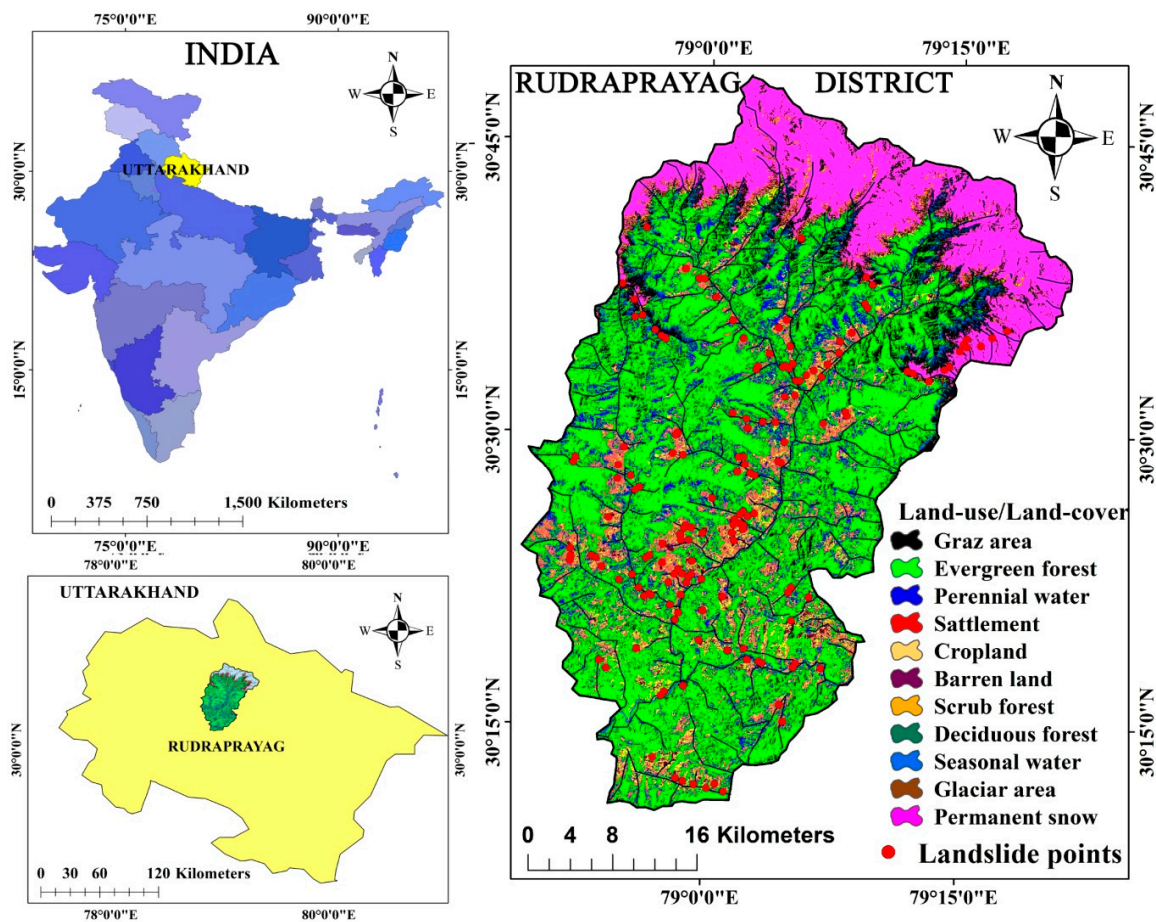 75°0'0"E 90°0'0"E
INDIA
N
W E
S
UTTARAKHAND
30°0'0"N
30°0'0"N
15°0'0"N
15°0'0"N
0 375 750 1,500 Kilometers
75°0'0"E 90°0'0"E
78°0'0"E 80°0'0"E
UTTARAKHAND
N
W E
S
RUDRAPRAYAG
30°0'0"N
30°0'0"N
0 30 60 120 Kilometers
78°0'0"E 80°0'0"E
79°0'0"E 79°15'0"E
RUDRAPRAYAG DISTRICT
N
W E
S
30°45'0"N
30°45'0"N
30°30'0"N
30°30'0"N
30°15'0"N
30°15'0"N
Land-use/Land-cover
Graz area
Evergreen forest
Perennial water
Sattlement
Cropland
Barren land
Scrub forest
Deciduous forest
Seasonal water
Glaciar area
Permanent snow
Landslide points
0 4 8 16 Kilometers
79°0'0"E 79°15'0"E